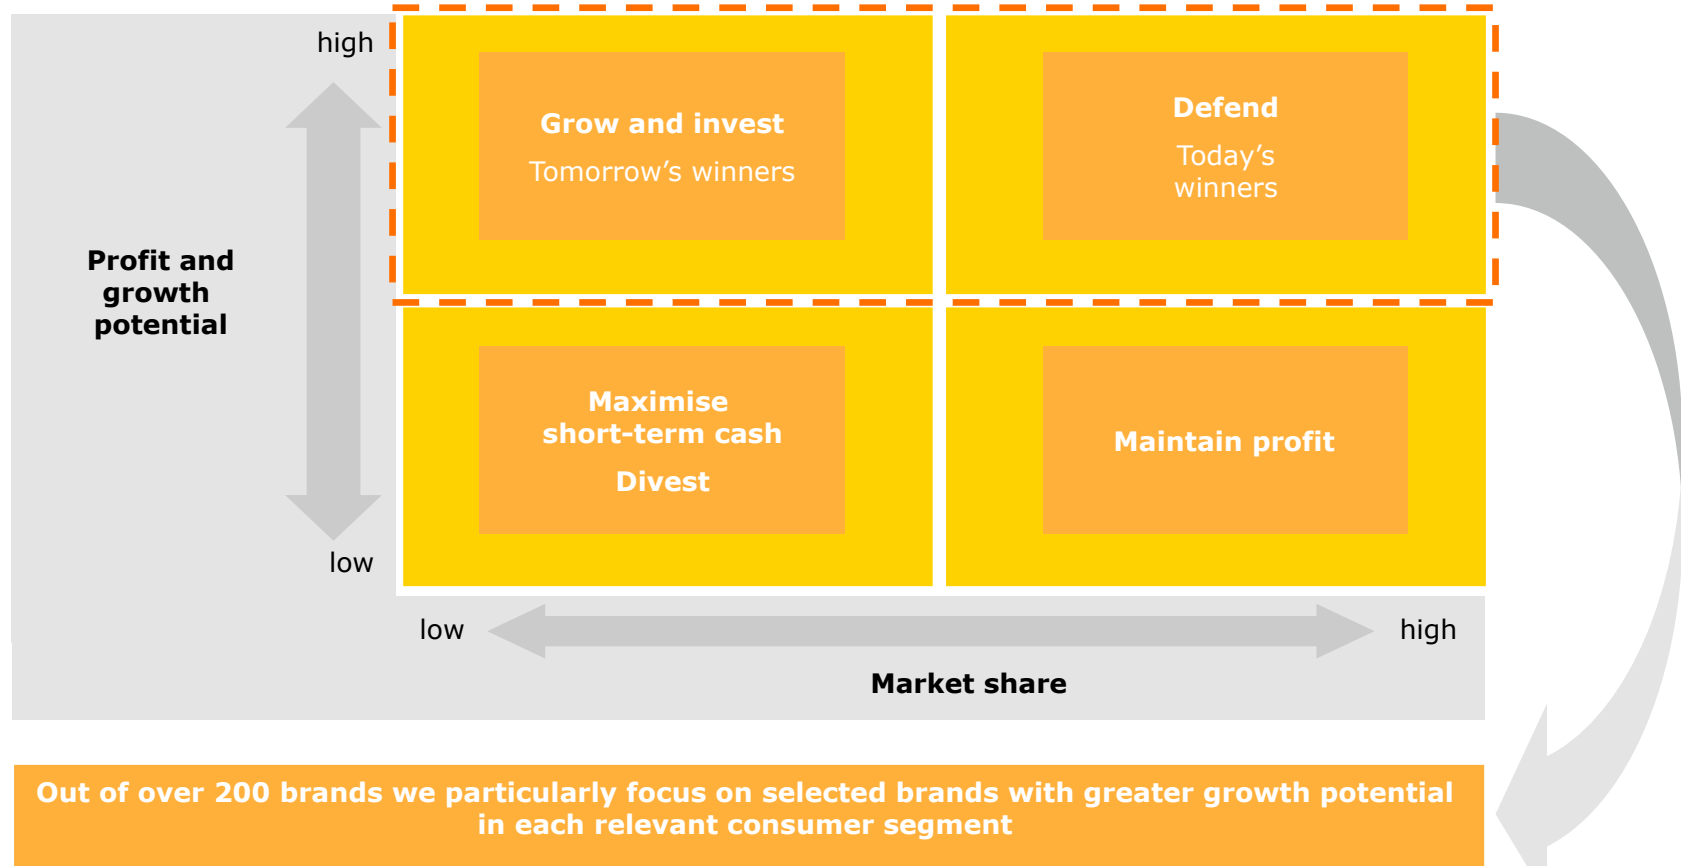 high
Grow and invest
Tomorrow’s winners
Defend
Today’s
winners
Profit and
growth
potential
Maximise
short-term cash
Divest
Maintain profit
low
low
high
Market share
Out of over 200 brands we particularly focus on selected brands with greater growth potential
in each relevant consumer segment